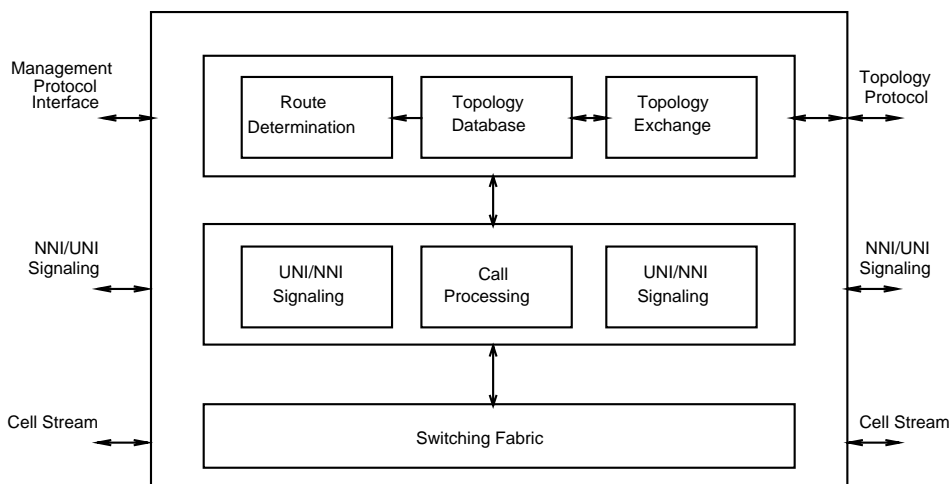 Management
Protocol
Interface
Route
Determination
Topology
Database
Topology
Exchange
Topology
Protocol
NNI/UNI
Signaling
UNI/NNI
Signaling
Call
Processing
UNI/NNI
Signaling
NNI/UNI
Signaling
Cell Stream
Switching Fabric
Cell Stream